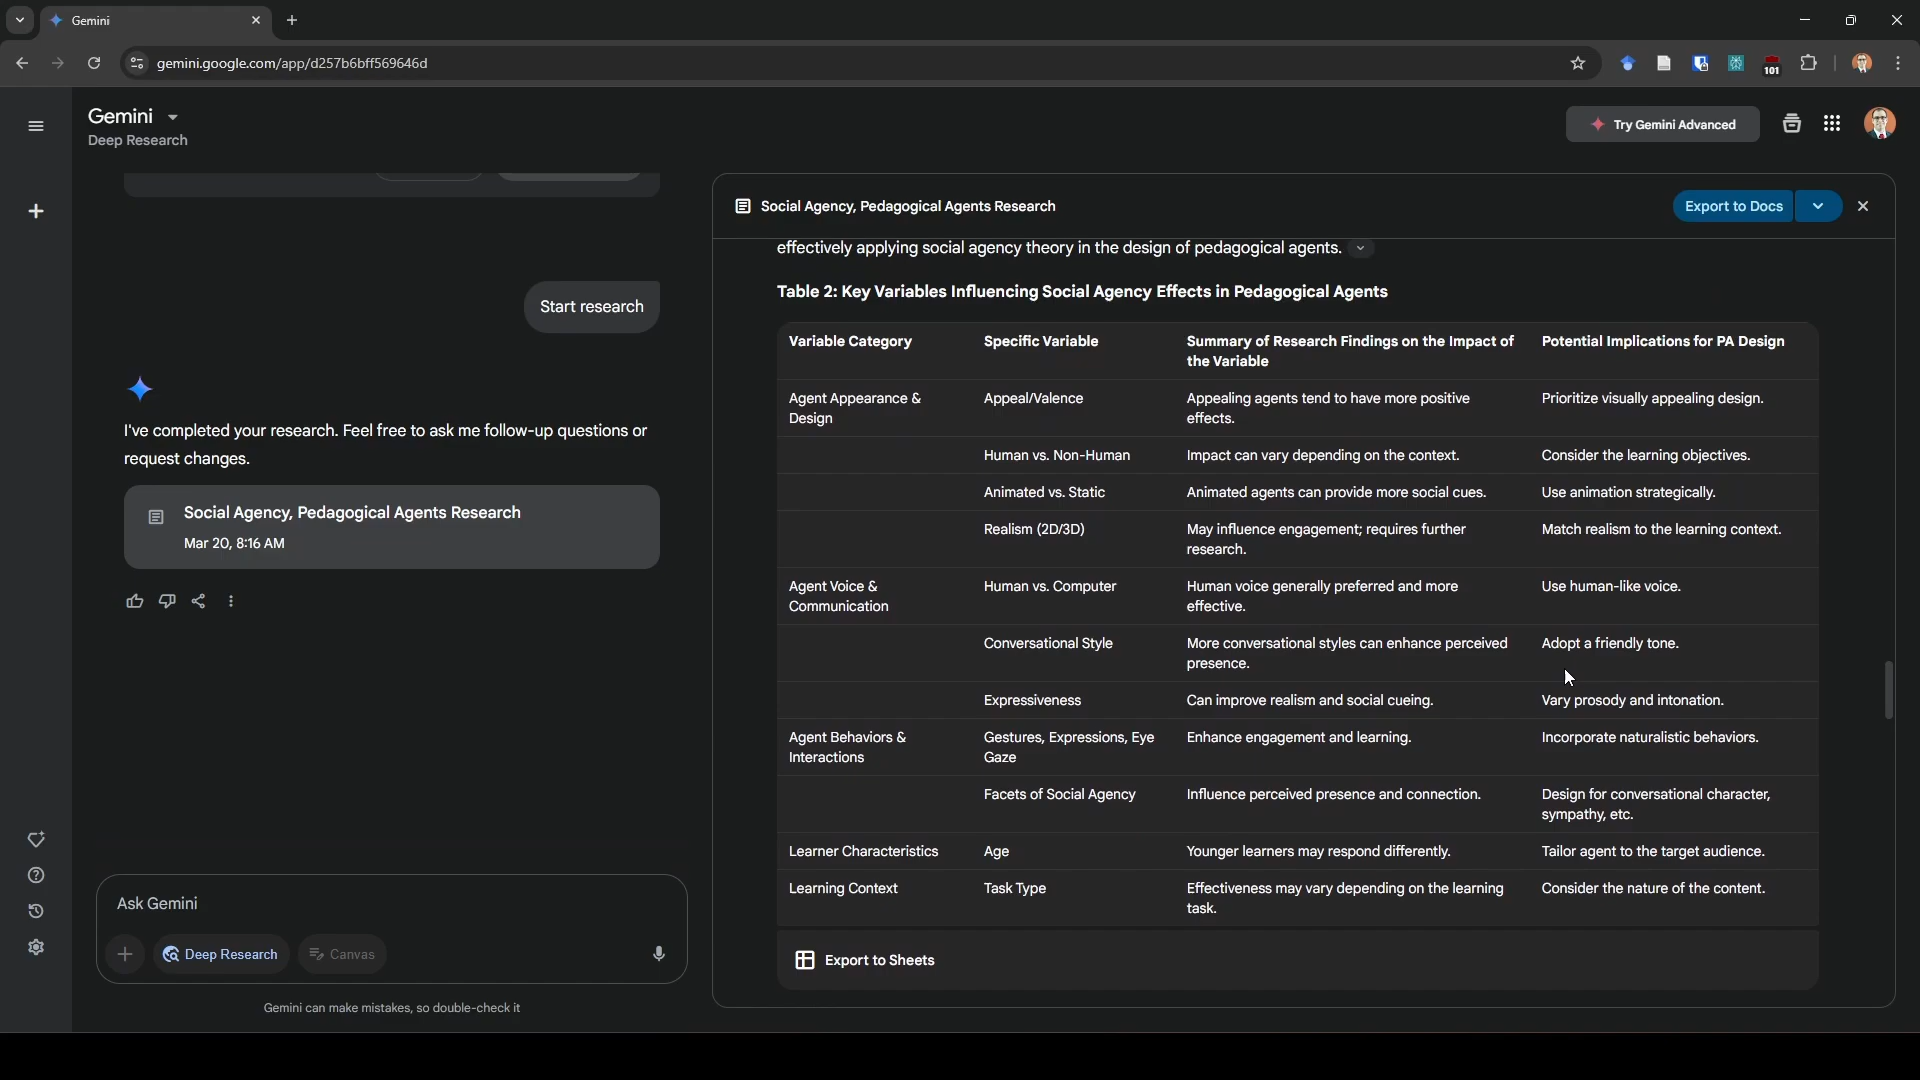 Gemini
gemini.google.com/app/d257b6bff569646d
101
Gemini
Deep Research
Try Gemini Advanced
Start research
I've completed your research. Feel free to ask me follow-up questions or
request changes.
Social Agency, Pedagogical Agents Research
Mar 20, 8:16 AM
Ask Gemini
Deep Research
Canvas
Gemini can make mistakes, so double-check it
Social Agency, Pedagogical Agents Research
Export to Docs
effectively applying social agency theory in the design of pedagogical agents.
Table 2: Key Variables Influencing Social Agency Effects in Pedagogical Agents
Variable Category Specific Variable Summary of Research Findings on the Impact of Potential Implications for PA Design
the Variable
Agent Appearance & Appeal/Valence Appealing agents tend to have more positive Prioritize visually appealing design.
Design effects.
Human vs. Non-Human Impact can vary depending on the context. Consider the learning objectives.
Animated vs. Static Animated agents can provide more social cues. Use animation strategically.
Realism (2D/3D) May influence engagement; requires further Match realism to the learning context.
research.
Agent Voice & Human vs. Computer Human voice generally preferred and more Use human-like voice.
Communication effective.
Conversational Style More conversational styles can enhance perceived Adopt a friendly tone.
presence.
Expressiveness Can improve realism and social cueing. Vary prosody and intonation.
Agent Behaviors & Gestures, Expressions, Eye Enhance engagement and learning. Incorporate naturalistic behaviors.
Interactions Gaze
Facets of Social Agency Influence perceived presence and connection. Design for conversational character,
sympathy, etc.
Learner Characteristics Age Younger learners may respond differently. Tailor agent to the target audience.
Learning Context Task Type Effectiveness may vary depending on the learning Consider the nature of the content.
task.
Export to Sheets